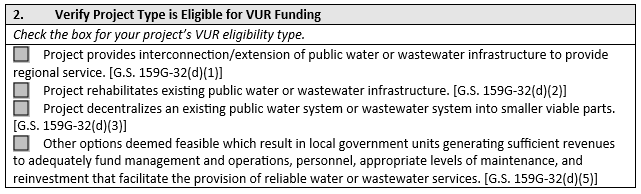 2. Verify Project Type is Eligible for VUR Funding
Check the box for your project's VUR eligibility type.
Project provides interconnection/extension of public water or wastewater infrastructure to provide
regional service. [G.S. 159G-32(d)(1)]
Project rehabilitates existing public water or wastewater infrastructure. [G.S. 159G-32(d)(2)]
Project decentralizes an existing public water system or wastewater system into smaller viable parts.
[G.S. 159G-32(d)(3)]
Other options deemed feasible which result in local government units generating sufficient revenues
to adequately fund management and operations, personnel, appropriate levels of maintenance, and
reinvestment that facilitate the provision of reliable water or wastewater services. [G.S. 159G-32(d)(5)]